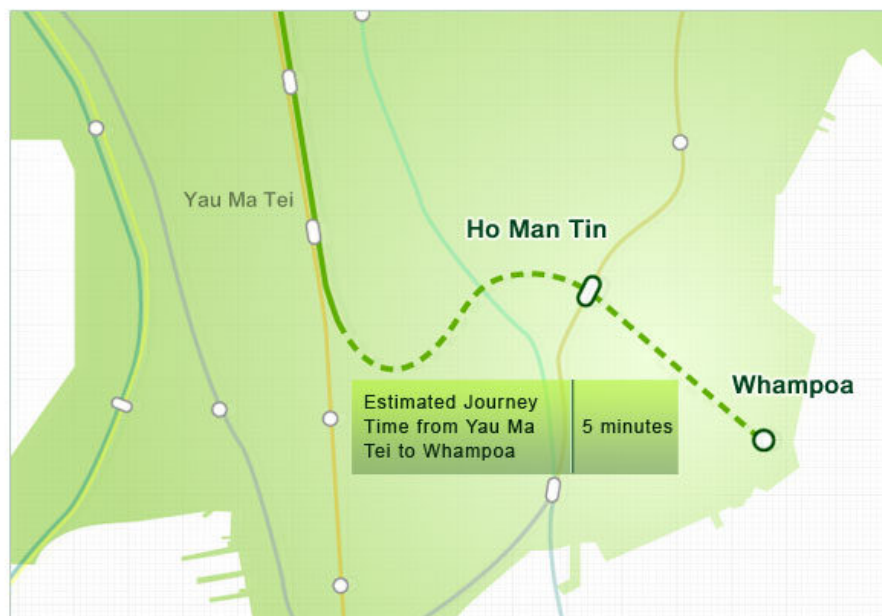 Yau Ma Tei
Ho Man Tin
Whampoa
Estimated Journey
Time from Yau Ma
Tei to Whampoa
5 minutes